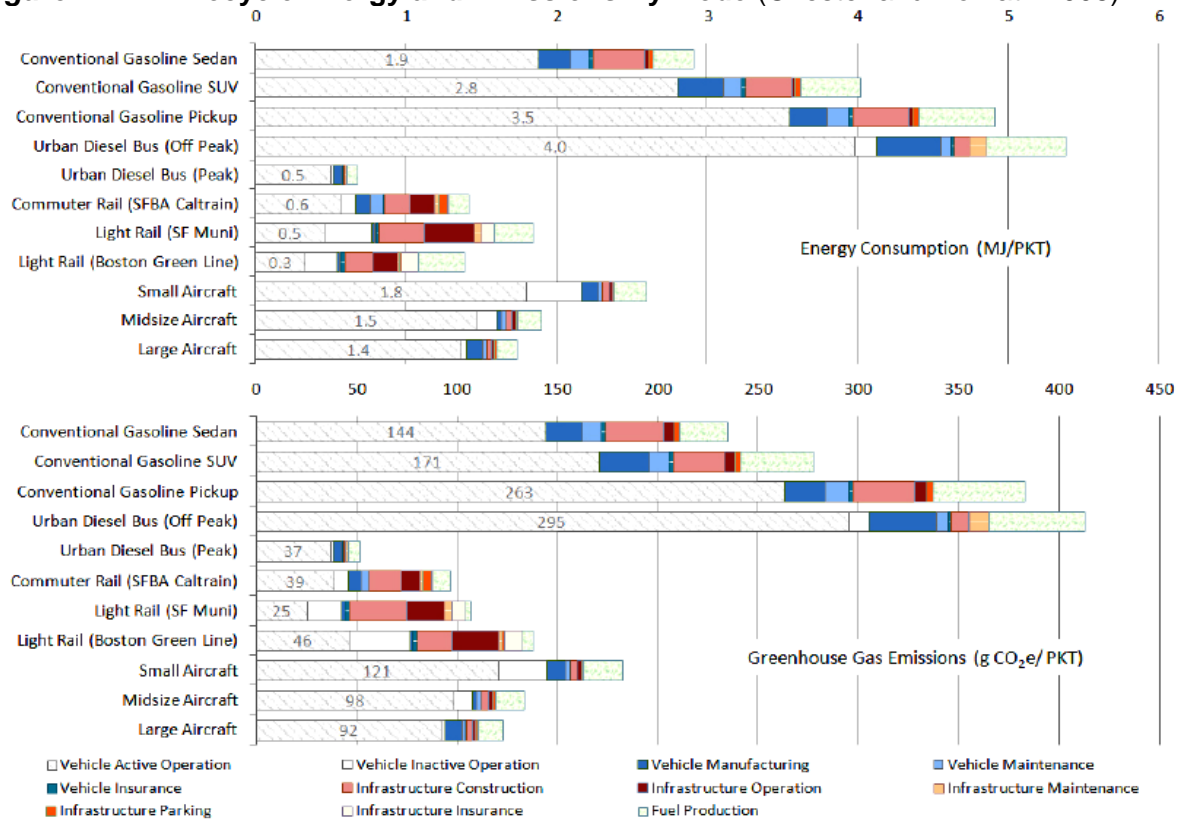 0 1 2 3 4 5 6
Conventional Gasoline Sedan 1.9
Conventional Gasoline SUV 2.8
Conventional Gasoline Pickup 3.5
Urban Diesel Bus (Off Peak) 4.0
Urban Diesel Bus (Peak) 0.5
Commuter Rail (SFBA Caltrain) 0.6
Light Rail (SF Muni) 0.5
Energy Consumption (MJ/PKT)
Light Rail (Boston Green Line) 0.3
Small Aircraft 1.8
Midsize Aircraft 1.5
Large Aircraft 1.4
0 50 100 150 200 250 300 350 400 450
Conventional Gasoline Sedan 144
Conventional Gasoline SUV 171
Conventional Gasoline Pickup 263
Urban Diesel Bus (Off Peak) 295
Urban Diesel Bus (Peak) 37
Commuter Rail (SFBA Caltrain) 39
Light Rail (SF Muni) 25
Light Rail (Boston Green Line) 46
Greenhouse Gas Emissions (g CO₂e/ PKT)
Small Aircraft 121
Midsize Aircraft 98
Large Aircraft 92
Vehicle Active Operation Vehicle Inactive Operation Vehicle Manufacturing Vehicle Maintenance
Vehicle Insurance Infrastructure Construction Infrastructure Operation Infrastructure Maintenance
Infrastructure Parking Infrastructure Insurance Fuel Production